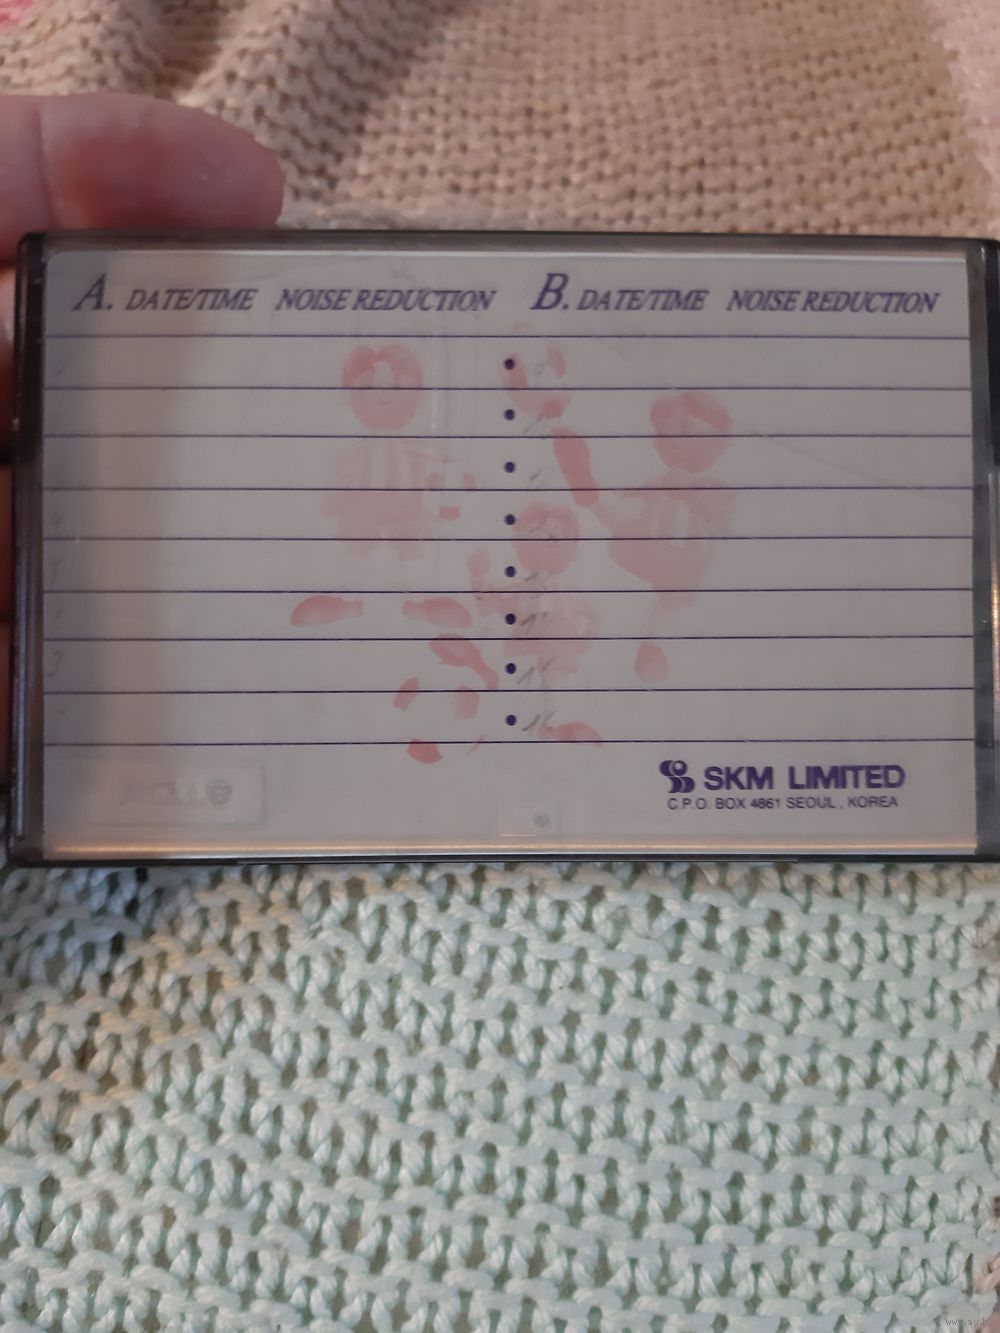 A. DATE/TIME NOISE REDUCTION B. DATE/TIME NOISE REDUCTION
SKM LIMITED
C.P.O. BOX 4861 SEOUL , KOREA